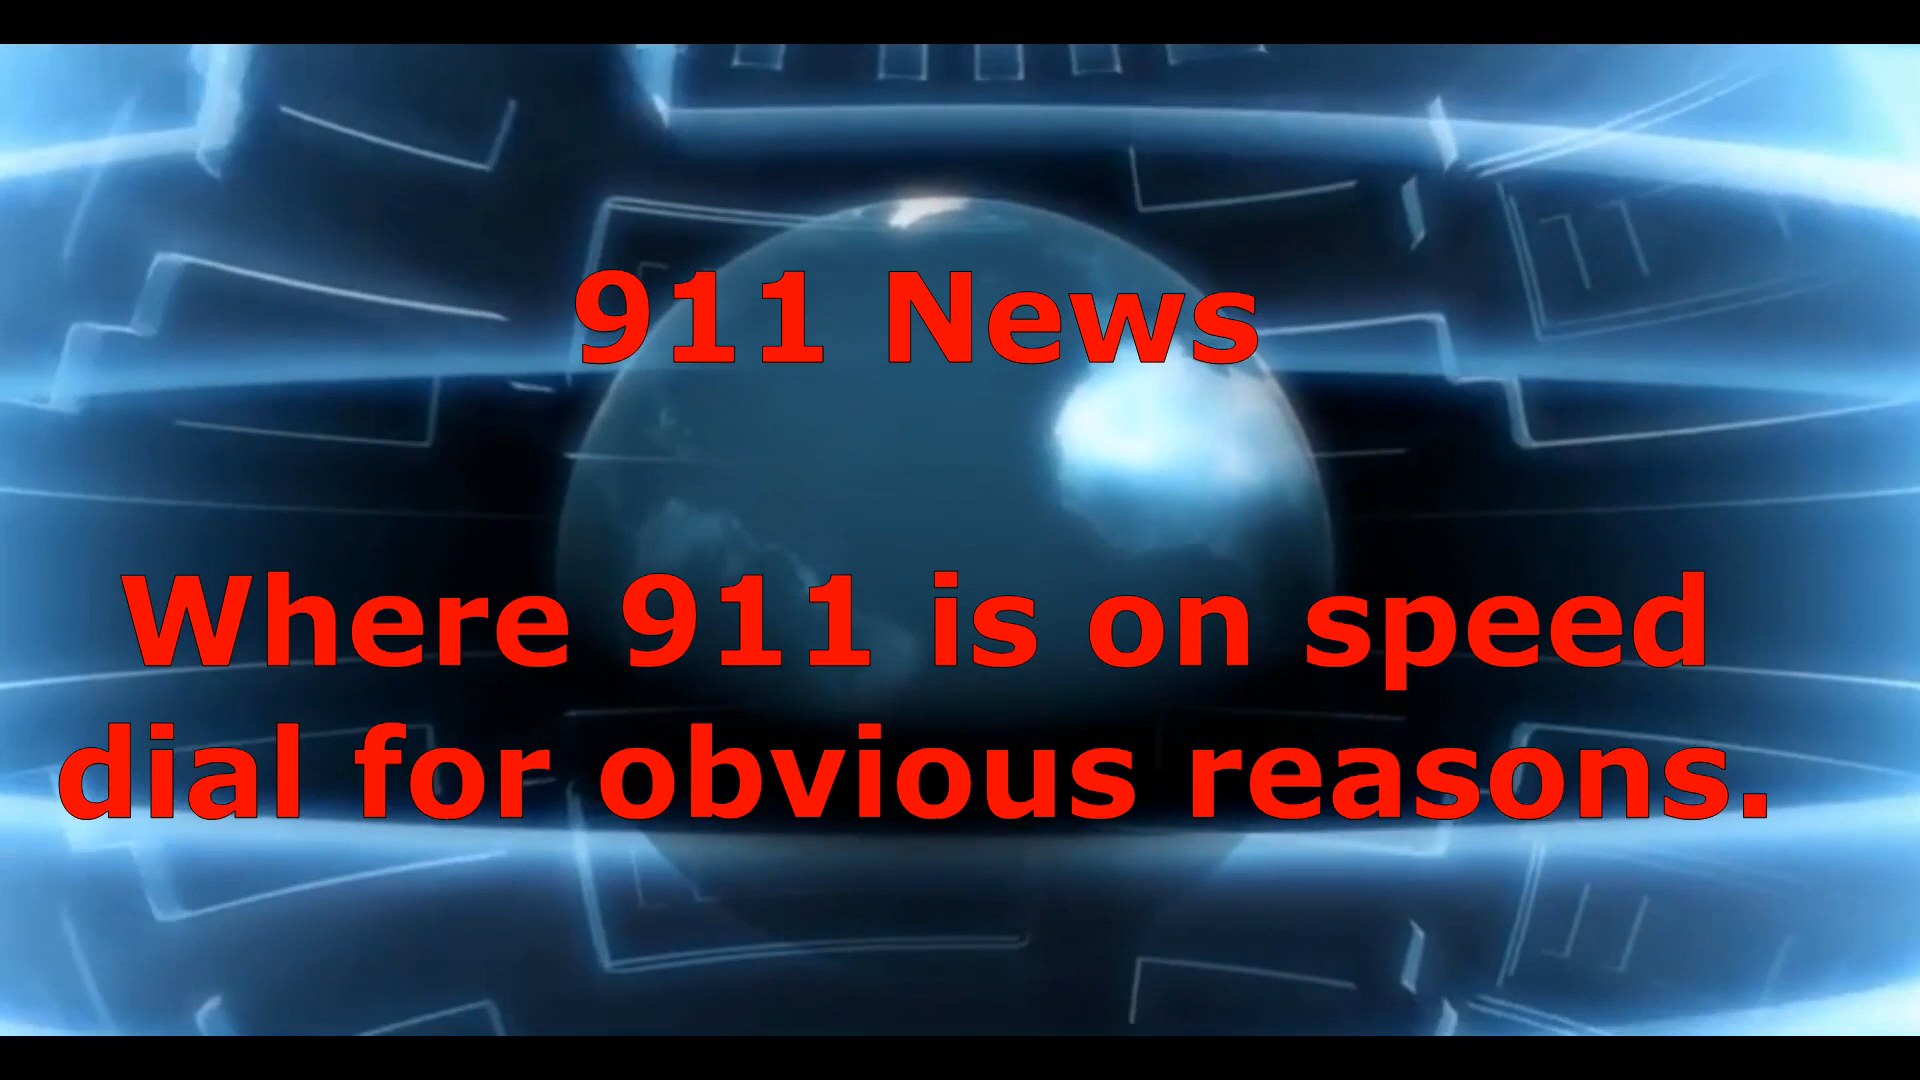 911 News
Where 911 is on speed
dial for obvious reasons.